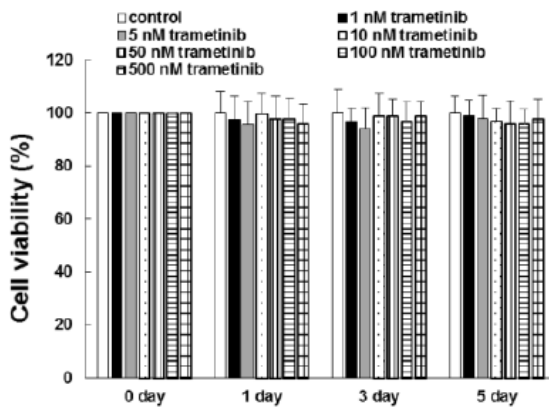 control 1 nM trametinib
5 nM trametinib 10 nM trametinib
50 nM trametinib 100 nM trametinib
500 nM trametinib
Cell viability (%)
120
100
80
60
40
20
0
0 day 1 day 3 day 5 day